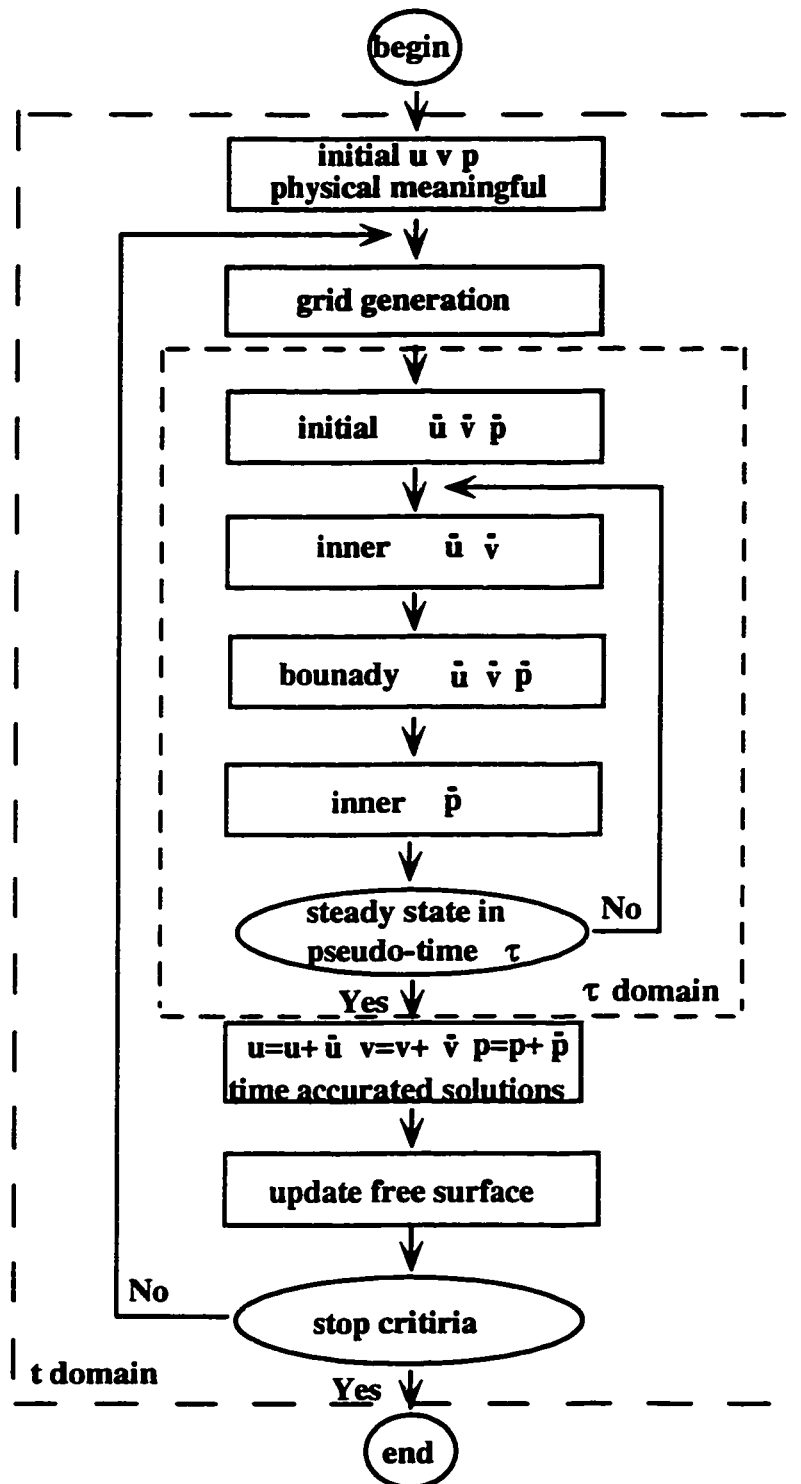 begin
initial u v p
physical meaningful
grid generation
initial ū v̄ p̄
inner ū v̄
bounady ū v̄ p̄
inner p̄
steady state in
pseudo-time τ
No
Yes
τ domain
u=u+ ū v=v+ v̄ p=p+ p̄
time accurated solutions
update free surface
No
stop critiria
t domain
Yes
end